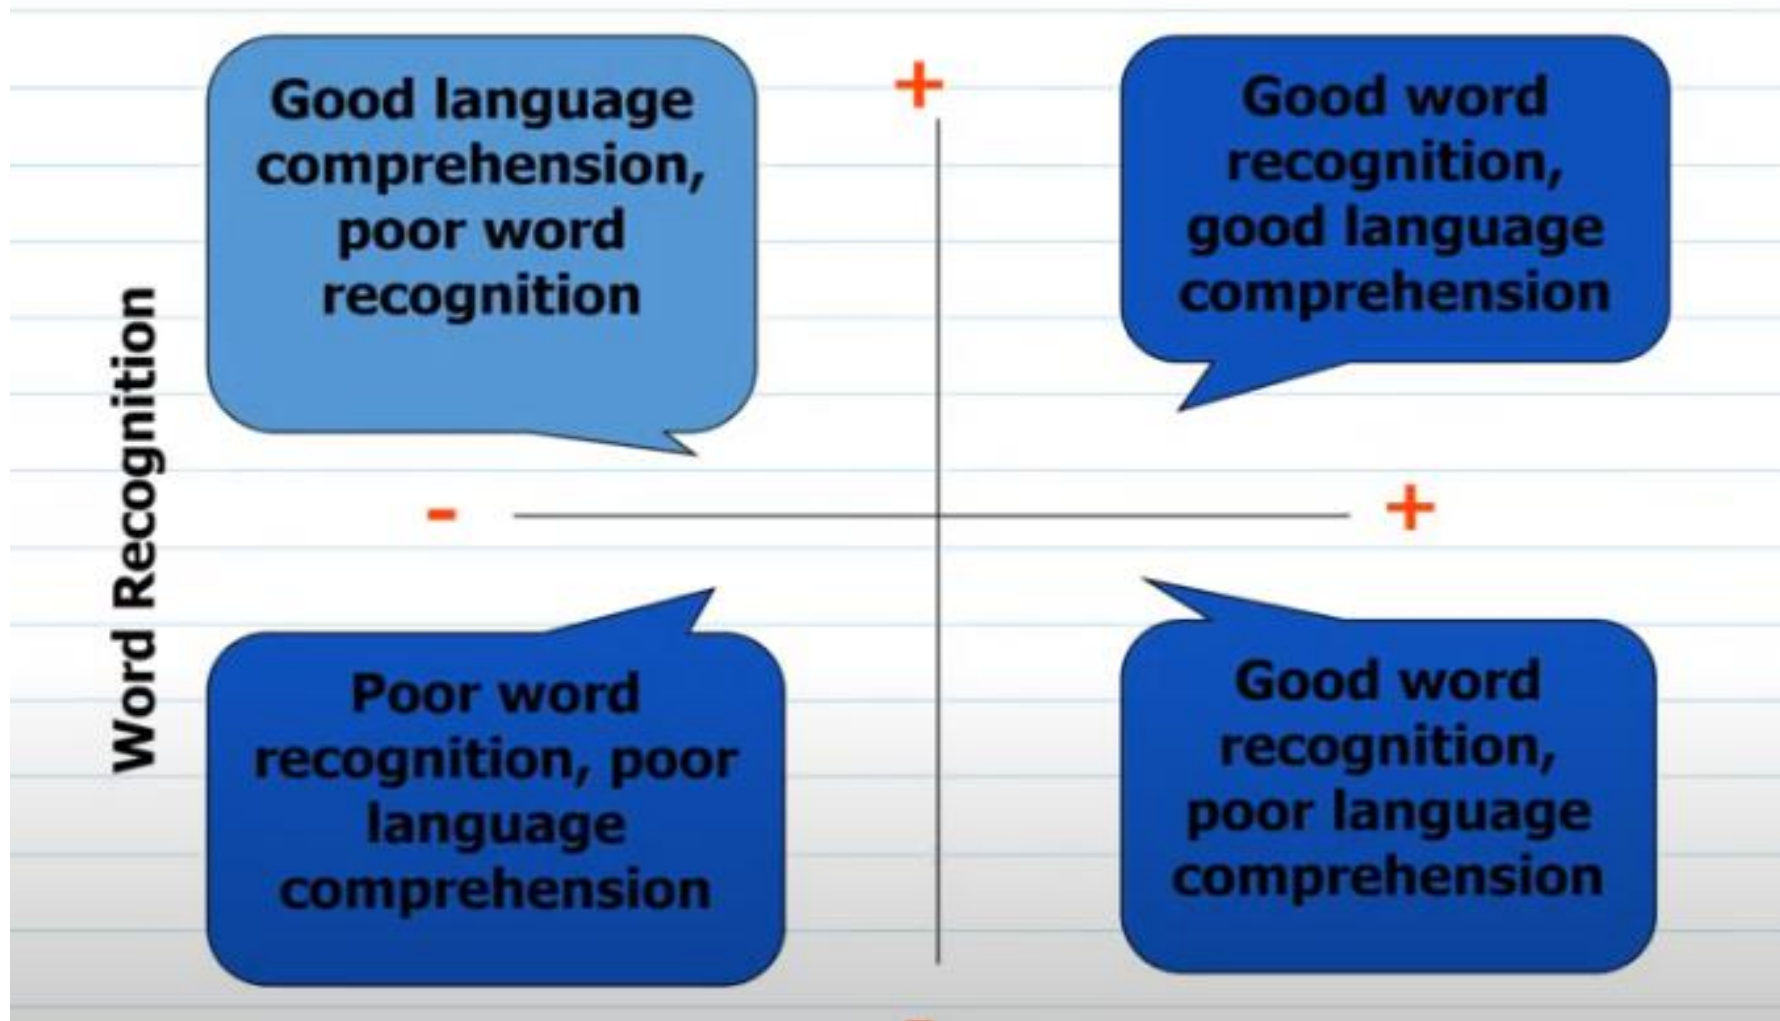 Good language
comprehension,
poor word
recognition
+
Good word
recognition,
good language
comprehension
Word Recognition
-
+
Poor word
recognition, poor
language
comprehension
Good word
recognition,
poor language
comprehension